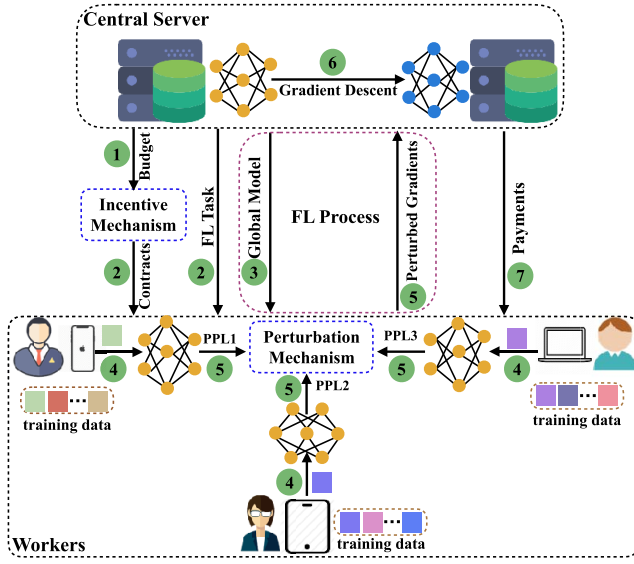 Central Server
6
Gradient Descent
1
Budget
Incentive
Mechanism
2
Contracts
FL Task
2
Global Model
3
FL Process
Perturbed Gradients
5
Payments
7
4
PPL1
5
Perturbation
Mechanism
PPL3
5
4
training data
5
PPL2
training data
4
training data
Workers